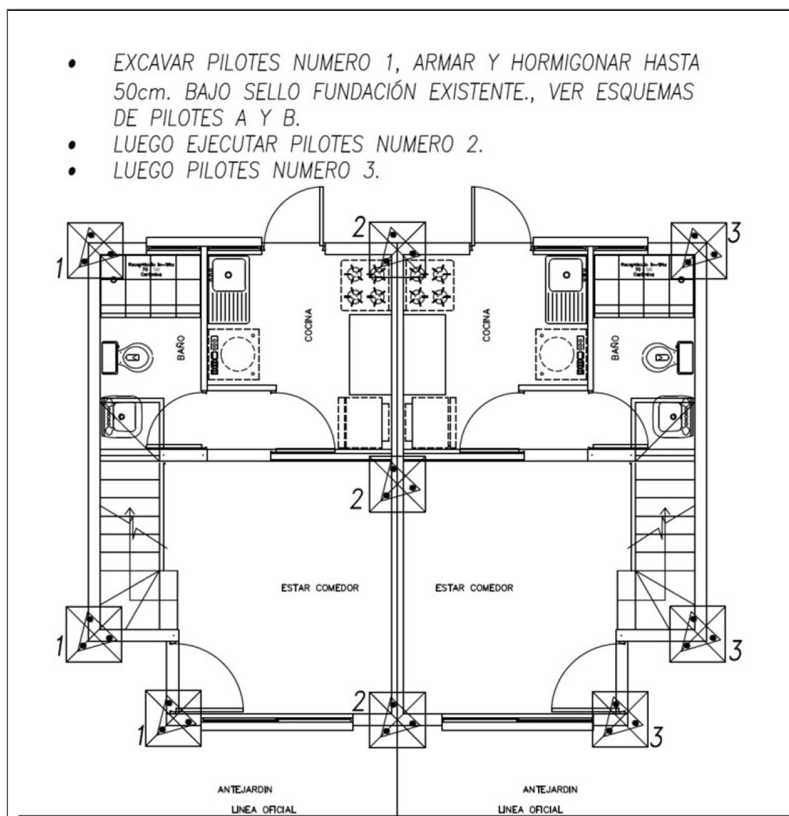 • EXCAVAR PILOTES NUMERO 1, ARMAR Y HORMIGONAR HASTA
50cm. BAJO SELLO FUNDACIÓN EXISTENTE., VER ESQUEMAS
DE PILOTES A Y B.
• LUEGO EJECUTAR PILOTES NUMERO 2.
• LUEGO PILOTES NUMERO 3.
1
2
3
BAÑO
COCINA
COCINA
BAÑO
2
ESTAR COMEDOR
ESTAR COMEDOR
1
3
1
2
3
ANTEJARDIN
ANTEJARDIN
LINEA OFICIAL
LINEA OFICIAL